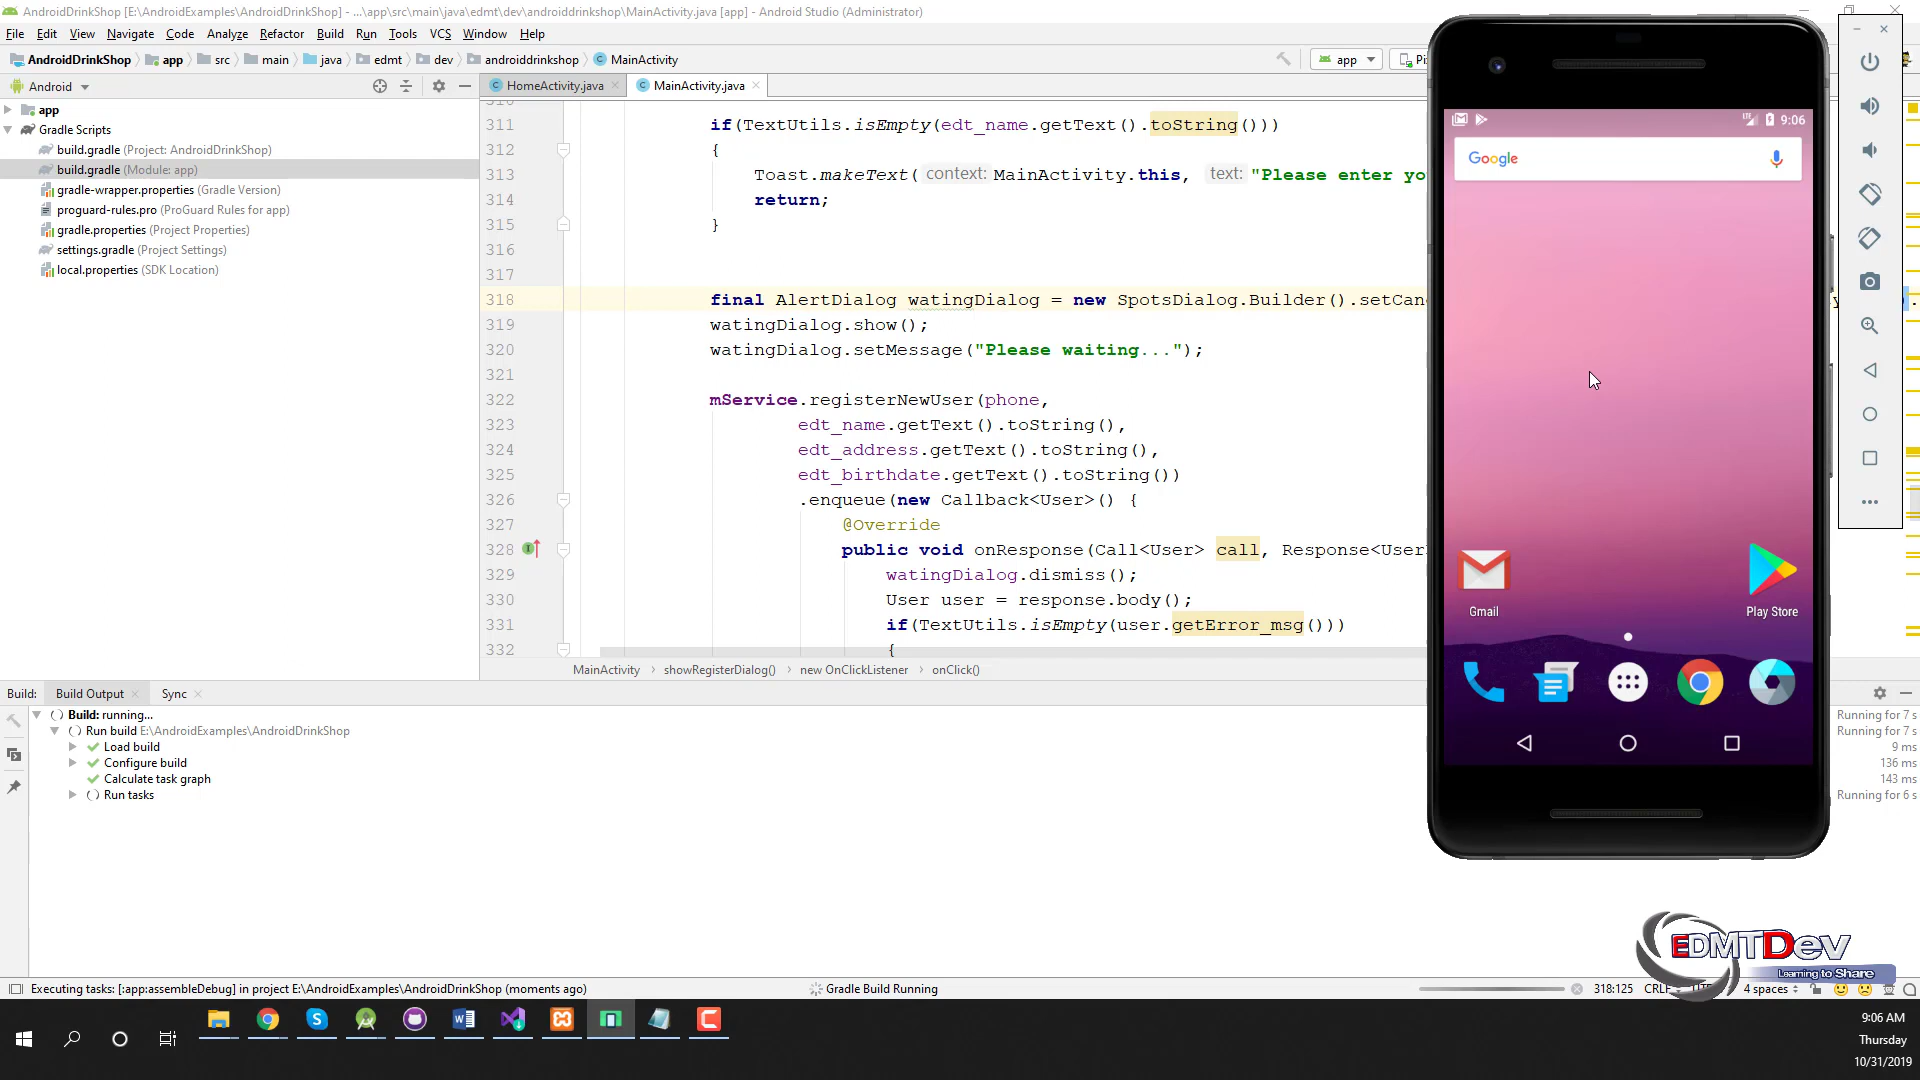 AndroidDrinkShop [E:\AndroidExamples\AndroidDrinkShop] - ...\app\src\main\java\edmt\dev\androiddrinkshop\MainActivity.java [app] - Android Studio (Administrator)
File Edit View Navigate Code Analyze Refactor Build Run Tools VCS Window Help
AndroidDrinkShop app src main java edmt dev androiddrinkshop MainActivity app
Android HomeActivity.java MainActivity.java
app
Gradle Scripts
build.gradle (Project: AndroidDrinkShop)
build.gradle (Module: app)
gradle-wrapper.properties (Gradle Version)
proguard-rules.pro (ProGuard Rules for app)
gradle.properties (Project Properties)
settings.gradle (Project Settings)
local.properties (SDK Location)
311 if(TextUtils.isEmpty(edt_name.getText().toString()))
312 {
313 Toast.makeText( context: MainActivity.this, text: "Please enter yo
314 return;
315 }
316
317
318 final AlertDialog watingDialog = new SpotsDialog.Builder().setCan
319 watingDialog.show();
320 watingDialog.setMessage("Please waiting...");
321
322 mService.registerNewUser(phone,
323 edt_name.getText().toString(),
324 edt_address.getText().toString(),
325 edt_birthdate.getText().toString())
326 .enqueue(new Callback<User>() {
327 @Override
328 public void onResponse(Call<User> call, Response<User
329 watingDialog.dismiss();
330 User user = response.body();
331 if(TextUtils.isEmpty(user.getError_msg()))
332 {
MainActivity showRegisterDialog() new OnClickListener onClick()
LTE 9:06
Google
Gmail
Play Store
Build: Build Output Sync
Build: running...
Run build E:\AndroidExamples\AndroidDrinkShop
Load build
Configure build
Calculate task graph
Run tasks
Running for 7 s
Running for 7 s
9 ms
136 ms
143 ms
Running for 6 s
EDMTDev
Learning to Share
Executing tasks: [:app:assembleDebug] in project E:\AndroidExamples\AndroidDrinkShop (moments ago) Gradle Build Running 318:125 CRLF 4 spaces
9:06 AM
Thursday
10/31/2019